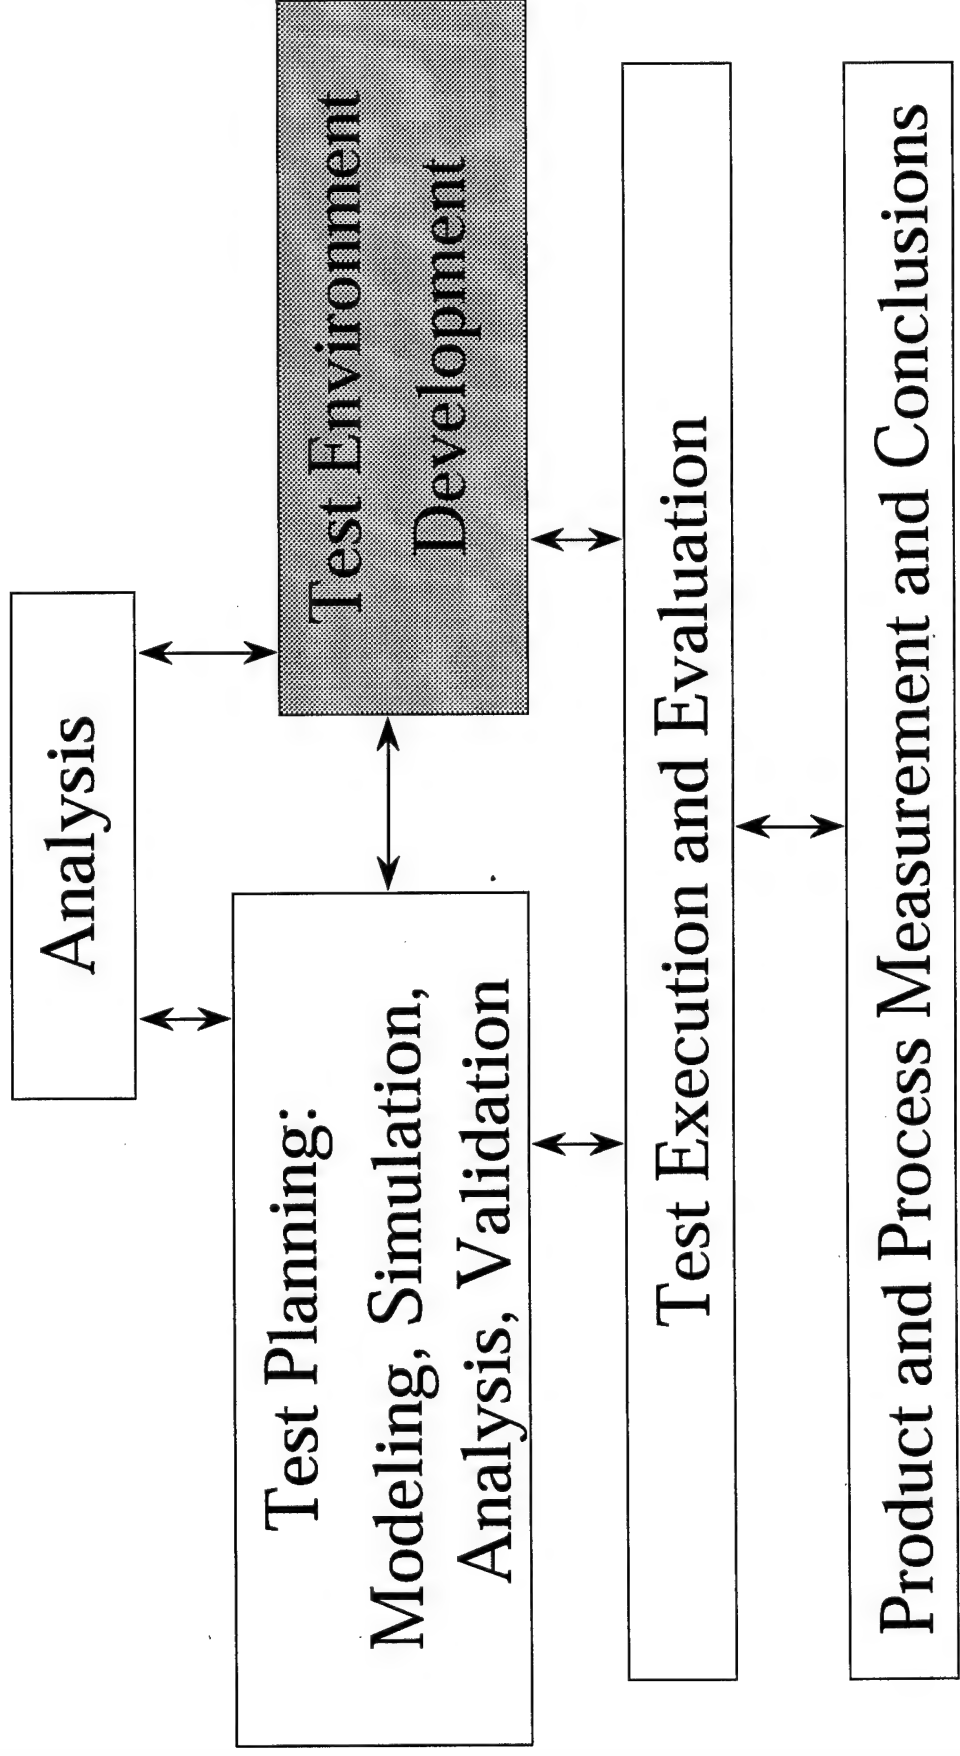 Analysis
Test Planning:
Modeling, Simulation,
Analysis, Validation
Test Environment
Development
Test Execution and Evaluation
Product and Process Measurement and Conclusions